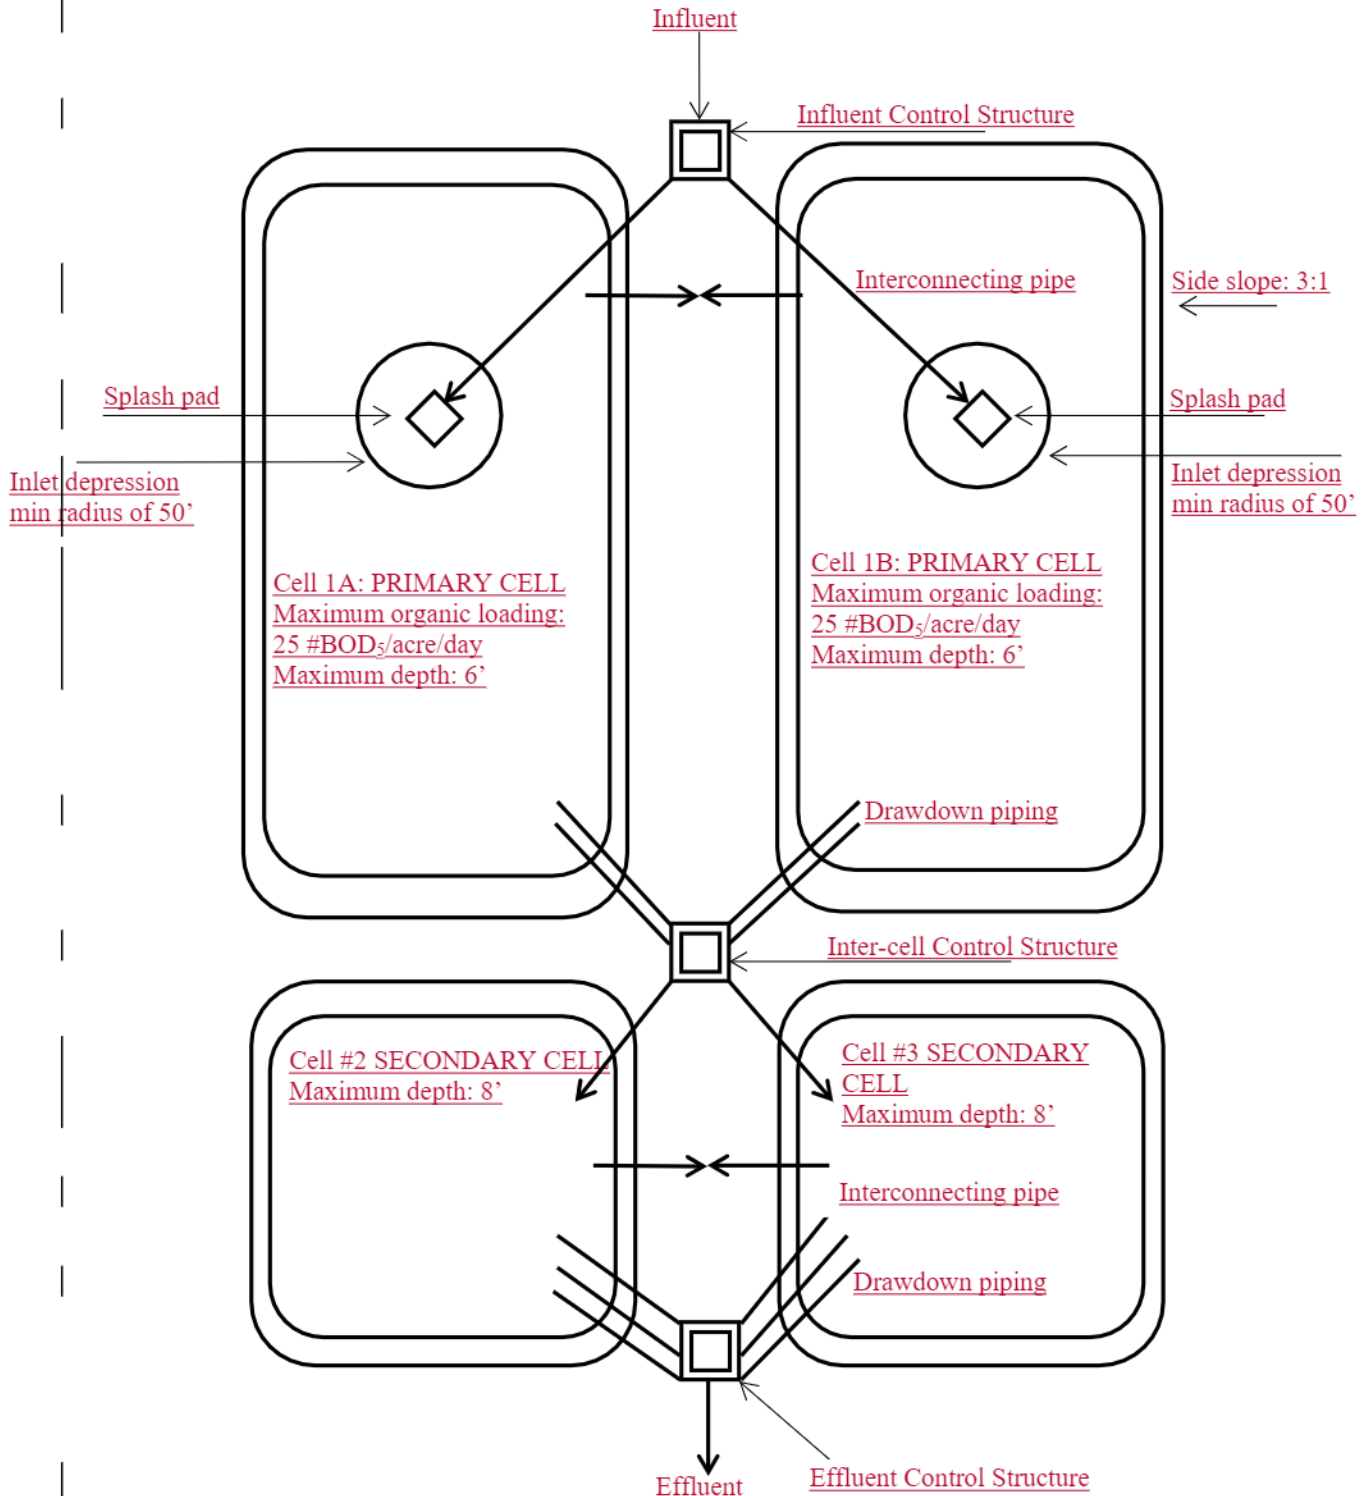 Influent
Influent Control Structure
Interconnecting pipe
Side slope: 3:1
Splash pad
Splash pad
Inlet depression
min radius of 50’
Inlet depression
min radius of 50’
Cell 1A: PRIMARY CELL
Maximum organic loading:
25 #BOD₅/acre/day
Maximum depth: 6’
Cell 1B: PRIMARY CELL
Maximum organic loading:
25 #BOD₅/acre/day
Maximum depth: 6’
Drawdown piping
Inter-cell Control Structure
Cell #2 SECONDARY CELL
Maximum depth: 8’
Cell #3 SECONDARY
CELL
Maximum depth: 8’
Interconnecting pipe
Drawdown piping
Effluent Control Structure
Effluent